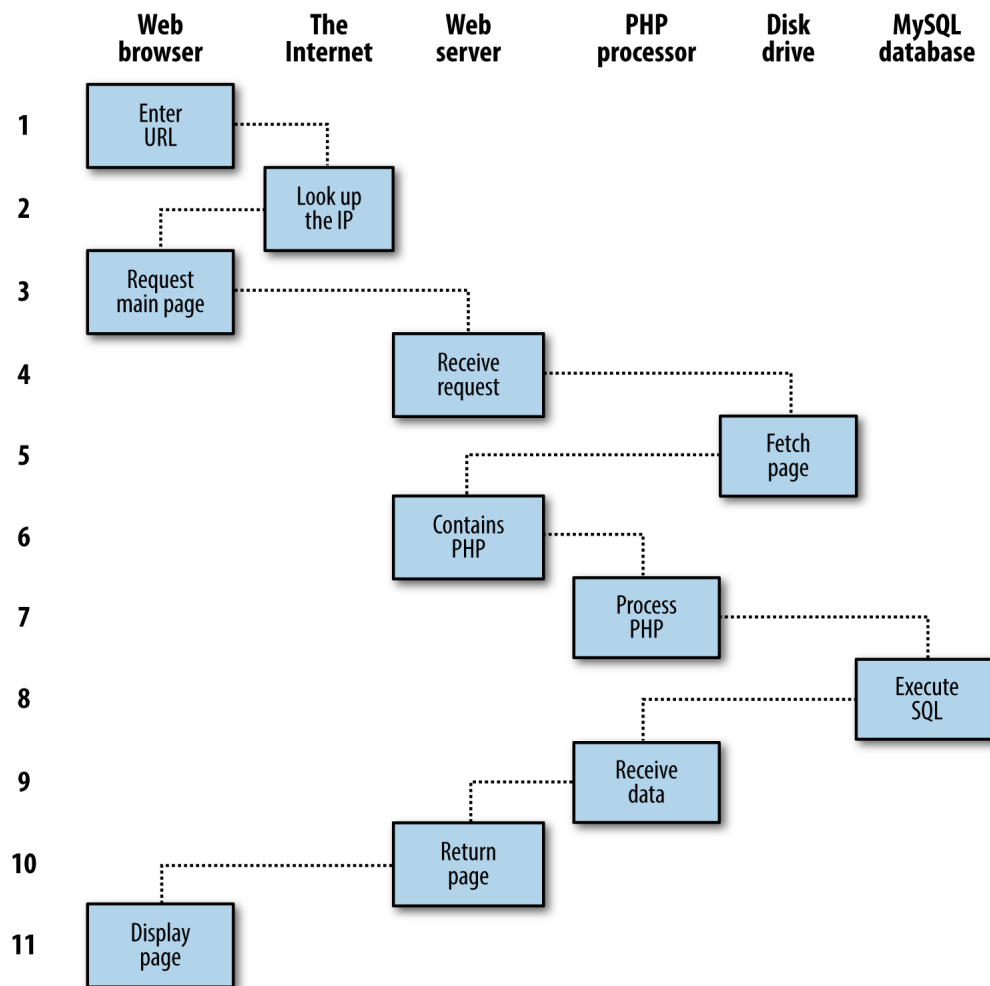 Web The Web PHP Disk MySQL
browser Internet server processor drive database
1
Enter
URL
2
Look up
the IP
3
Request
main page
4
Receive
request
5
Fetch
page
6
Contains
PHP
7
Process
PHP
8
Execute
SQL
9
Receive
data
10
Return
page
11
Display
page